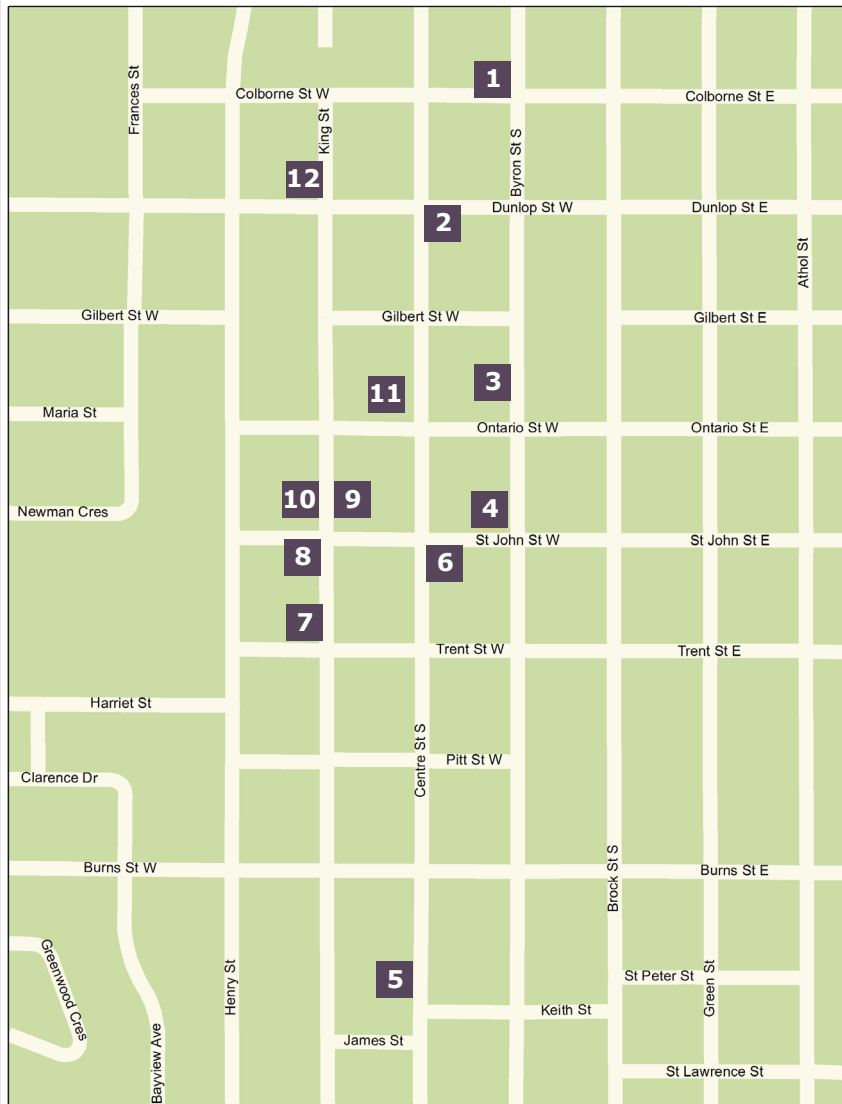 1
Colborne St W
Colborne St E
Frances St
King St
Byron St S
12
Dunlop St W
Dunlop St E
2
Athol St
Gilbert St W
Gilbert St W
Gilbert St E
3
11
Maria St
Ontario St W
Ontario St E
10
9
4
Newman Cres
St John St W
St John St E
8
6
7
Trent St W
Trent St E
Harriet St
Centre St S
Pitt St W
Clarence Dr
Burns St W
Burns St E
Brock St S
Greenwood Cres
Henry St
5
St Peter St
Green St
Keith St
James St
Bayview Ave
St Lawrence St